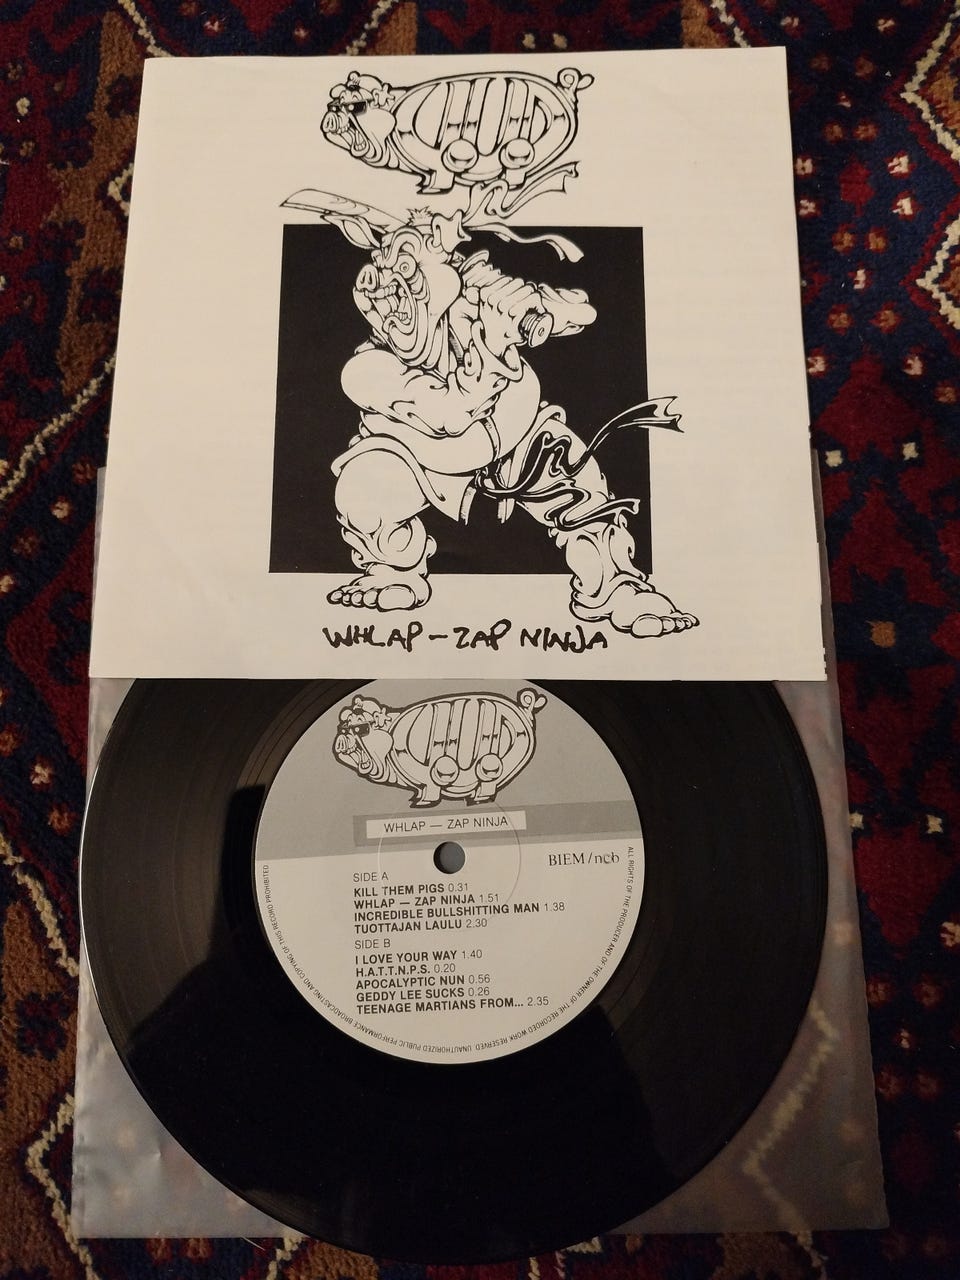 CHUD
WHLAP – ZAP NINJA
CHUD
WHLAP — ZAP NINJA
BIEM/ncb
SIDE A
KILL THEM PIGS 0.31
WHLAP — ZAP NINJA 1.51
INCREDIBLE BULLSHITTING MAN 1.38
TUOTTAJAN LAULU 2.30
SIDE B
I LOVE YOUR WAY 1.40
H.A.T.T.N.P.S. 0.20
APOCALYPTIC NUN 0.56
GEDDY LEE SUCKS 0.26
TEENAGE MARTIANS FROM... 2.35
ALL RIGHTS OF THE PRODUCER AND OF THE OWNER OF THE RECORDED WORK RESERVED. UNAUTHORIZED PUBLIC PERFORMANCE BROADCASTING AND COPYING OF THIS RECORD PROHIBITED